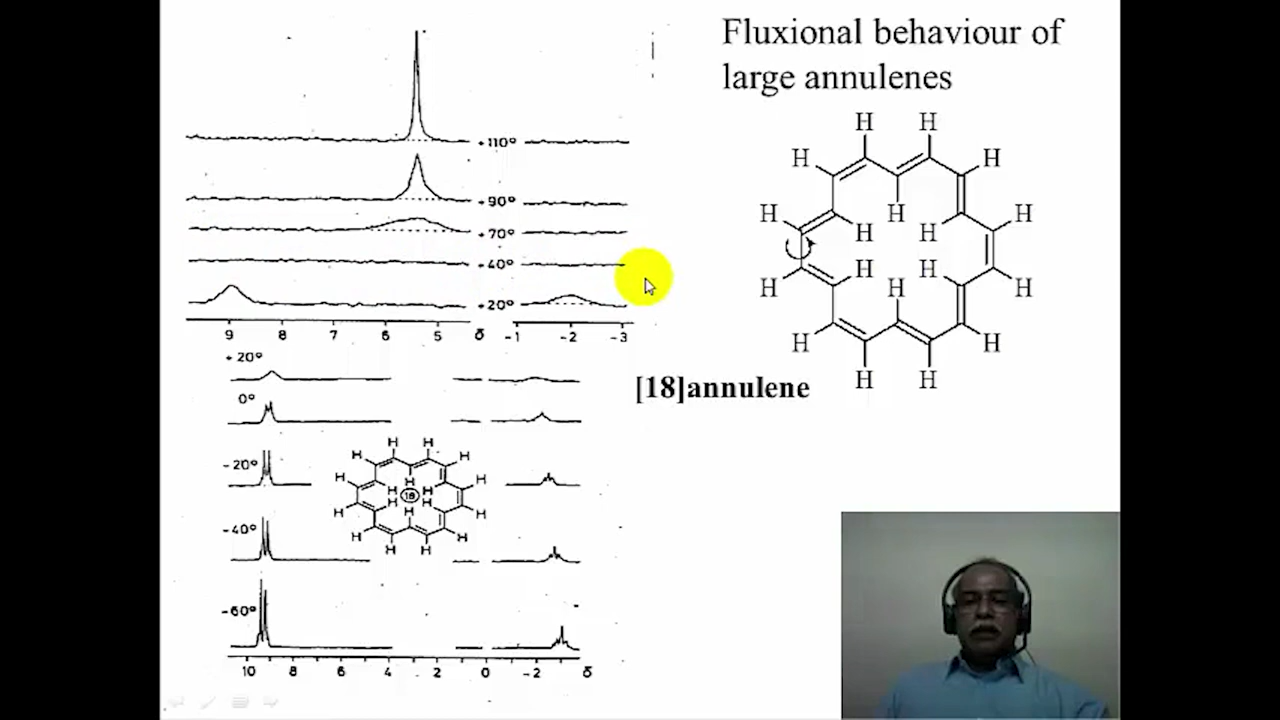 Fluxional behaviour of
large annulenes
+110°
+90°
+70°
+40°
+20°
9 8 7 6 5 δ -1 -2 -3
+20°
0°
-20°
-40°
-60°
10 8 6 4 2 0 -2 δ
H H
H H
H H
H H H
H H H
H H
H H
H H
18
[18]annulene
H H
H H
H H H
H H
H H
H H H
H H
H H